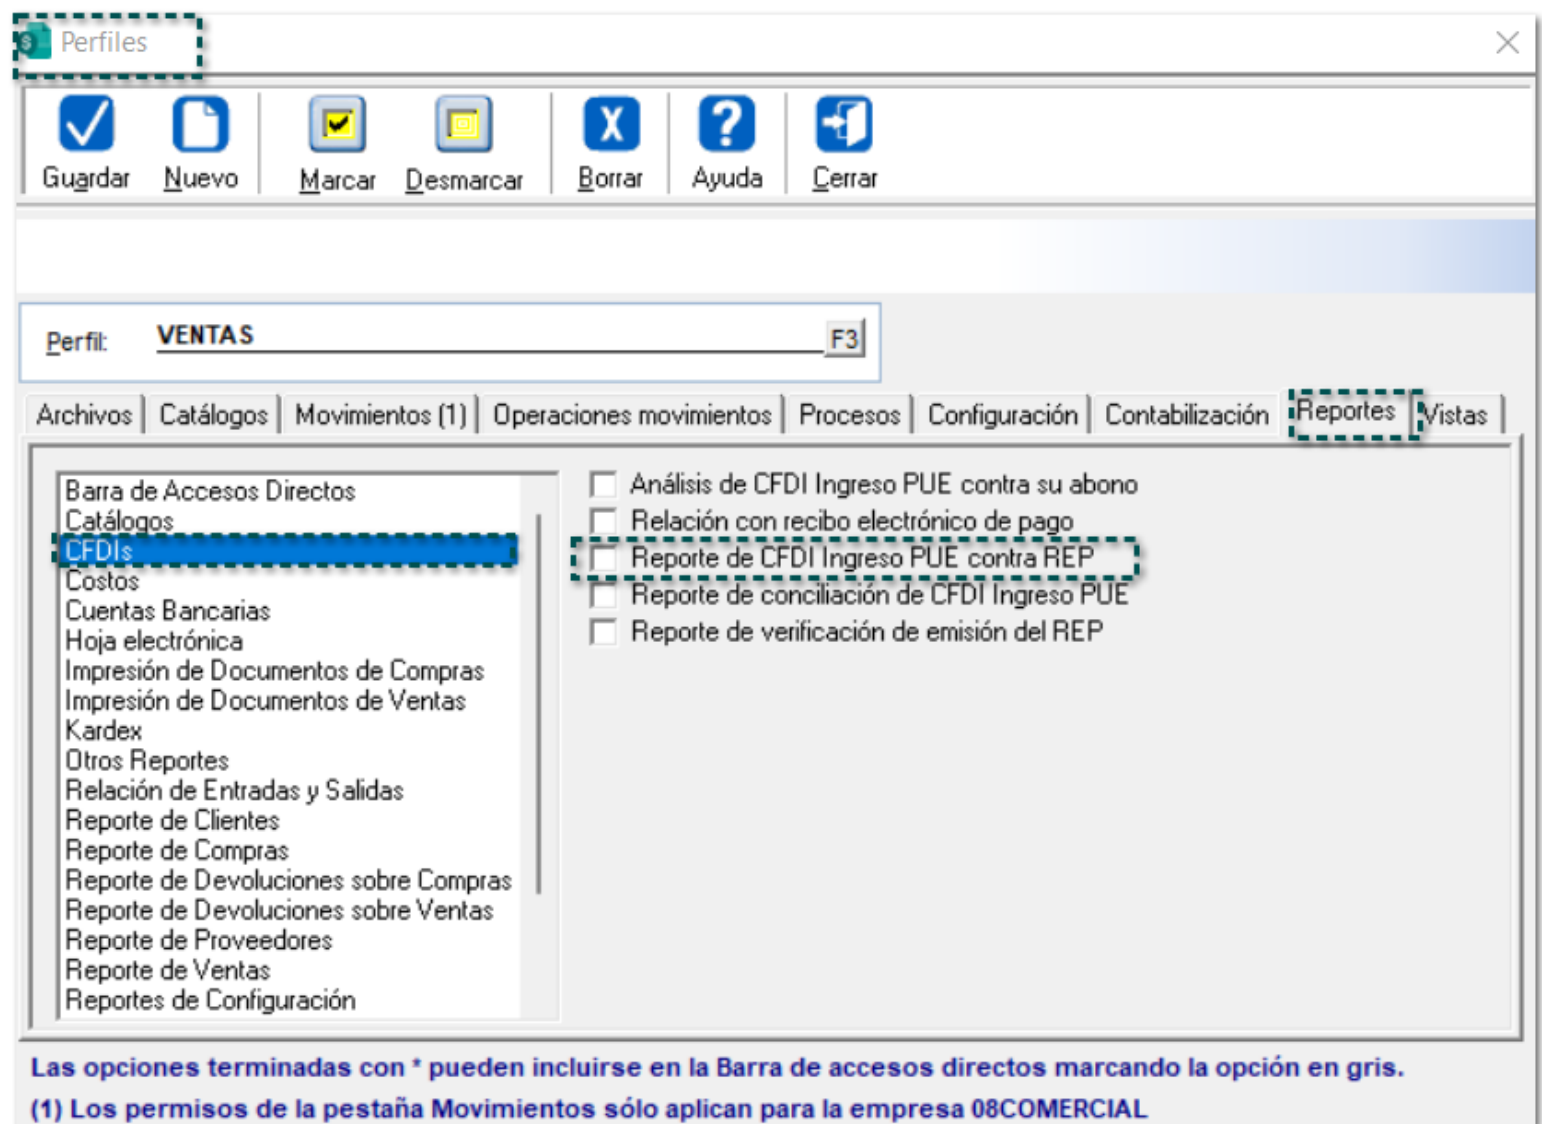 Perfiles
Guardar Nuevo Marcar Desmarcar Borrar Ayuda Cerrar
Perfil: VENTAS F3
Archivos Catálogos Movimientos (1) Operaciones movimientos Procesos Configuración Contabilización Reportes Vistas
Barra de Accesos Directos
Catálogos
CFDIs
Costos
Cuentas Bancarias
Hoja electrónica
Impresión de Documentos de Compras
Impresión de Documentos de Ventas
Kardex
Otros Reportes
Relación de Entradas y Salidas
Reporte de Clientes
Reporte de Compras
Reporte de Devoluciones sobre Compras
Reporte de Devoluciones sobre Ventas
Reporte de Proveedores
Reporte de Ventas
Reportes de Configuración
Análisis de CFDI Ingreso PUE contra su abono
Relación con recibo electrónico de pago
Reporte de CFDI Ingreso PUE contra REP
Reporte de conciliación de CFDI Ingreso PUE
Reporte de verificación de emisión del REP
Las opciones terminadas con * pueden incluirse en la Barra de accesos directos marcando la opción en gris.
(1) Los permisos de la pestaña Movimientos sólo aplican para la empresa 08COMERCIAL